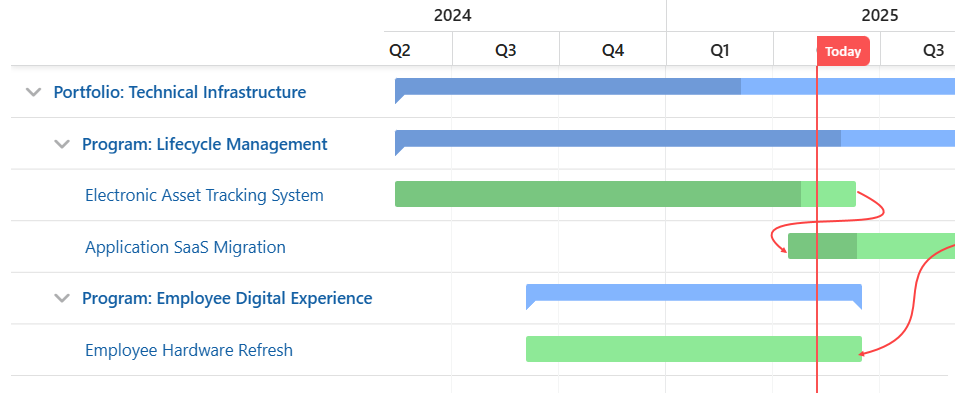 2024 2025
Q2 Q3 Q4 Q1 Today Q3
Portfolio: Technical Infrastructure
Program: Lifecycle Management
Electronic Asset Tracking System
Application SaaS Migration
Program: Employee Digital Experience
Employee Hardware Refresh